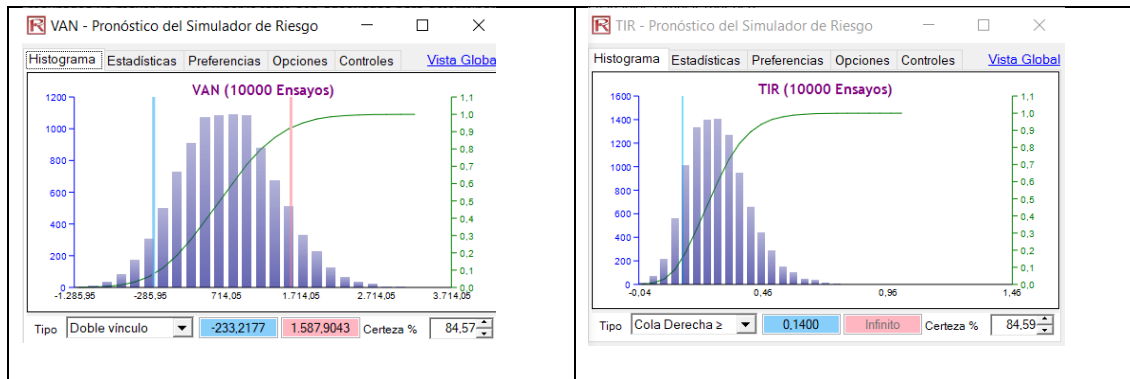 VAN - Pronóstico del Simulador de Riesgo
Histograma Estadísticas Preferencias Opciones Controles Vista Global
VAN (10000 Ensayos)
1200 1,1
1,0
1000 0,9
0,8
800 0,7
0,6
600 0,5
400 0,4
0,3
200 0,2
0,1
0 0,0
-1.285,95 -285,95 714,05 1.714,05 2.714,05 3.714,05
Tipo Doble vínculo -233,2177 1.587,9043 Certeza % 84,57
TIR - Pronóstico del Simulador de Riesgo
Histograma Estadísticas Preferencias Opciones Controles Vista Global
TIR (10000 Ensayos)
1600 1,1
1,0
1400 0,9
1200 0,8
0,7
1000 0,6
800 0,5
600 0,4
400 0,3
0,2
200 0,1
0 0,0
-0,04 0,46 0,96 1,46
Tipo Cola Derecha ≥ 0,1400 Infinito Certeza % 84,59